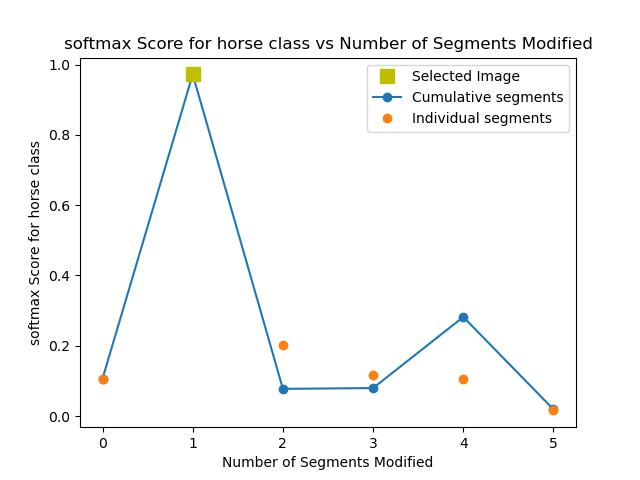 softmax Score for horse class vs Number of Segments Modified
1.0
0.8
0.6
0.4
0.2
0.0
softmax Score for horse class
Selected Image
Cumulative segments
Individual segments
0 1 2 3 4 5
Number of Segments Modified